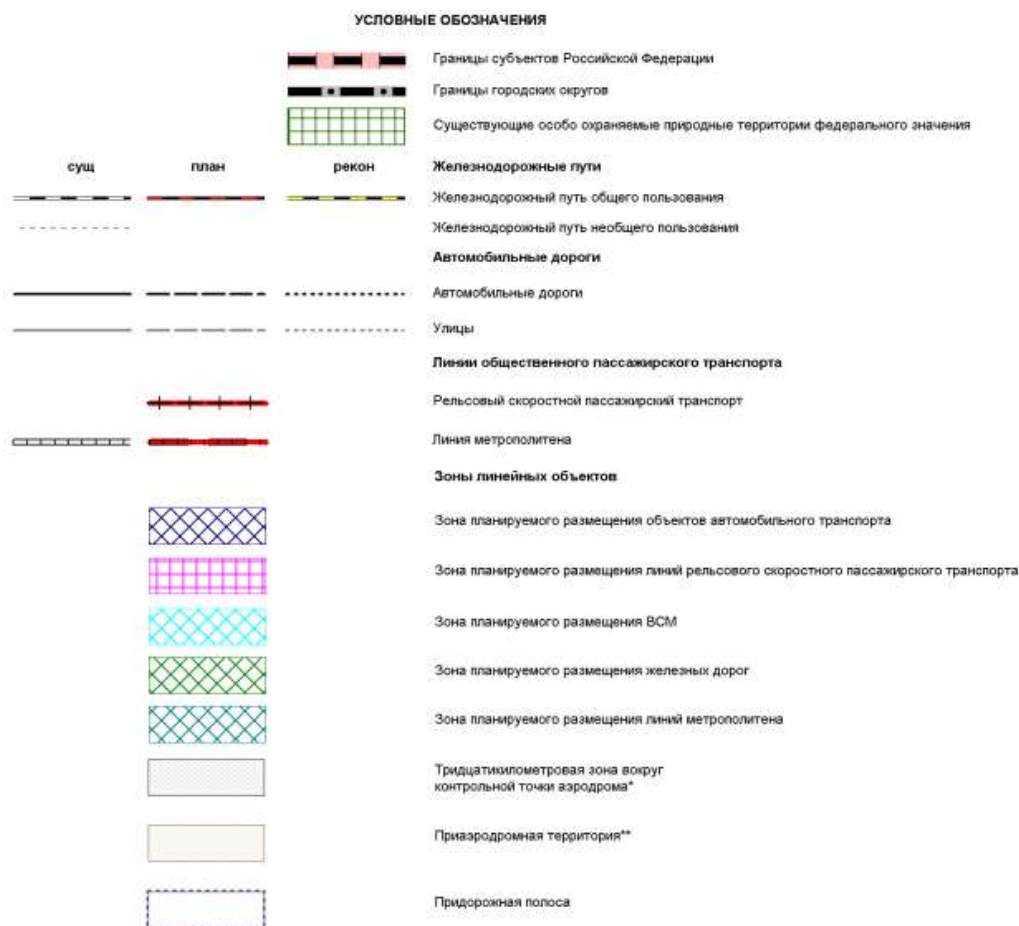 УСЛОВНЫЕ ОБОЗНАЧЕНИЯ
Границы субъектов Российской Федерации
Границы городских округов
Существующие особо охраняемые природные территории федерального значения
сущ план рекон Железнодорожные пути
Железнодорожный путь общего пользования
Железнодорожный путь необщего пользования
Автомобильные дороги
Автомобильные дороги
Улицы
Линии общественного пассажирского транспорта
Рельсовый скоростной пассажирский транспорт
Линия метрополитена
Зоны линейных объектов
Зона планируемого размещения объектов автомобильного транспорта
Зона планируемого размещения линий рельсового скоростного пассажирского транспорта
Зона планируемого размещения ВСМ
Зона планируемого размещения железных дорог
Зона планируемого размещения линий метрополитена
Тридцатикилометровая зона вокруг
контрольной точки аэродрома*
Приаэродромная территория**
Придорожная полоса